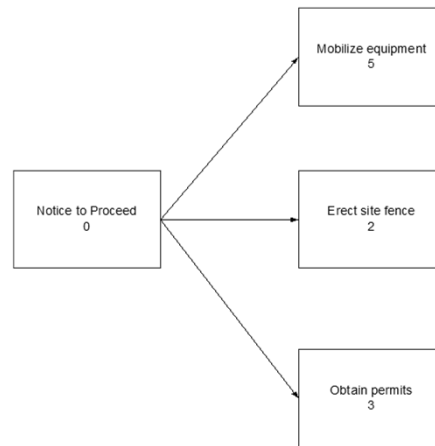 Mobilize equipment
5
Notice to Proceed
0
Erect site fence
2
Obtain permits
3